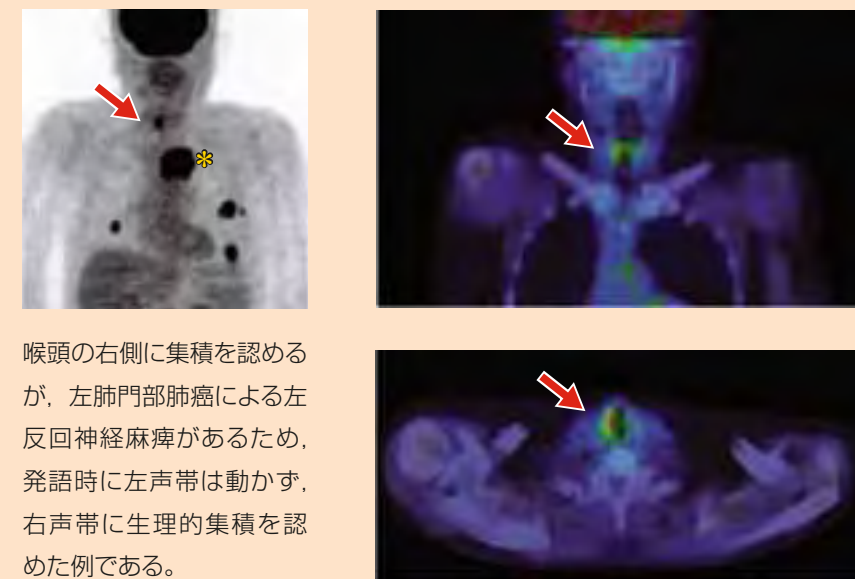 喉頭の右側に集積を認める
が，左肺門部肺癌による左
反回神経麻痺があるため，
発語時に左声帯は動かず，
右声帯に生理的集積を認
めた例である。